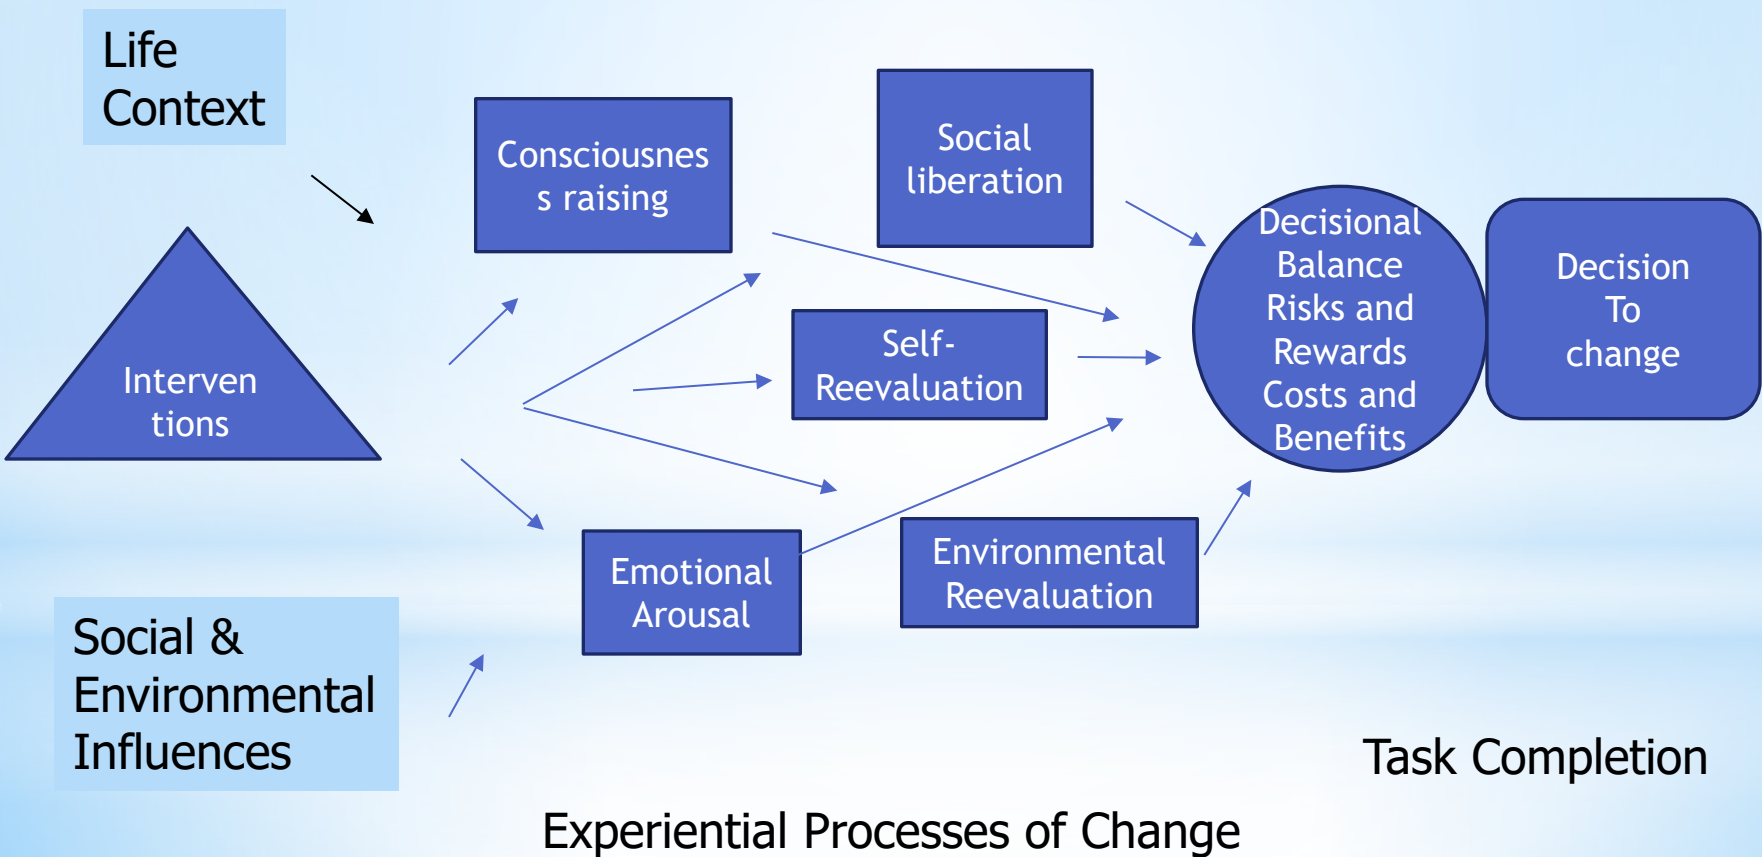 Life
Context
Consciousnes
s raising
Social
liberation
Interven
tions
Self-
Reevaluation
Decisional
Balance
Risks and
Rewards
Costs and
Benefits
Decision
To
change
Emotional
Arousal
Environmental
Reevaluation
Social &
Environmental
Influences
Task Completion
Experiential Processes of Change